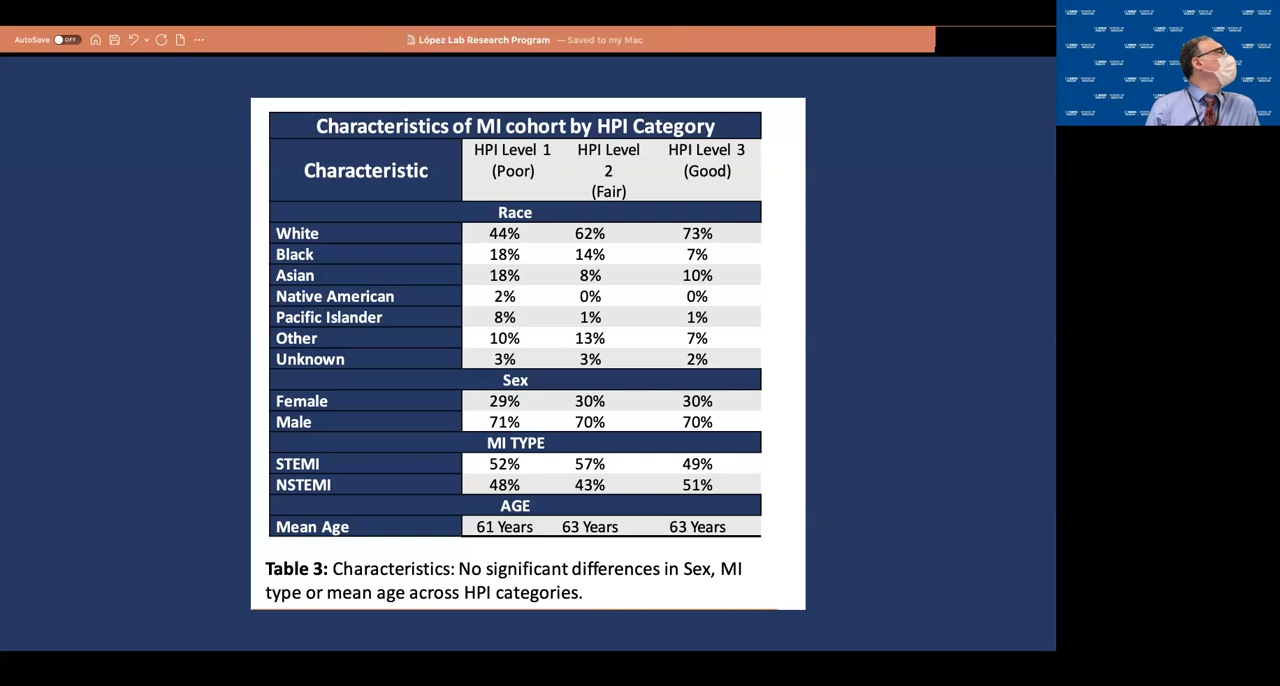 AutoSave OFF López Lab Research Program — Saved to my Mac
Characteristics of MI cohort by HPI Category
Characteristic HPI Level 1 (Poor) HPI Level 2 (Fair) HPI Level 3 (Good)
Race
White 44% 62% 73%
Black 18% 14% 7%
Asian 18% 8% 10%
Native American 2% 0% 0%
Pacific Islander 8% 1% 1%
Other 10% 13% 7%
Unknown 3% 3% 2%
Sex
Female 29% 30% 30%
Male 71% 70% 70%
MI TYPE
STEMI 52% 57% 49%
NSTEMI 48% 43% 51%
AGE
Mean Age 61 Years 63 Years 63 Years
Table 3: Characteristics: No significant differences in Sex, MI
type or mean age across HPI categories.